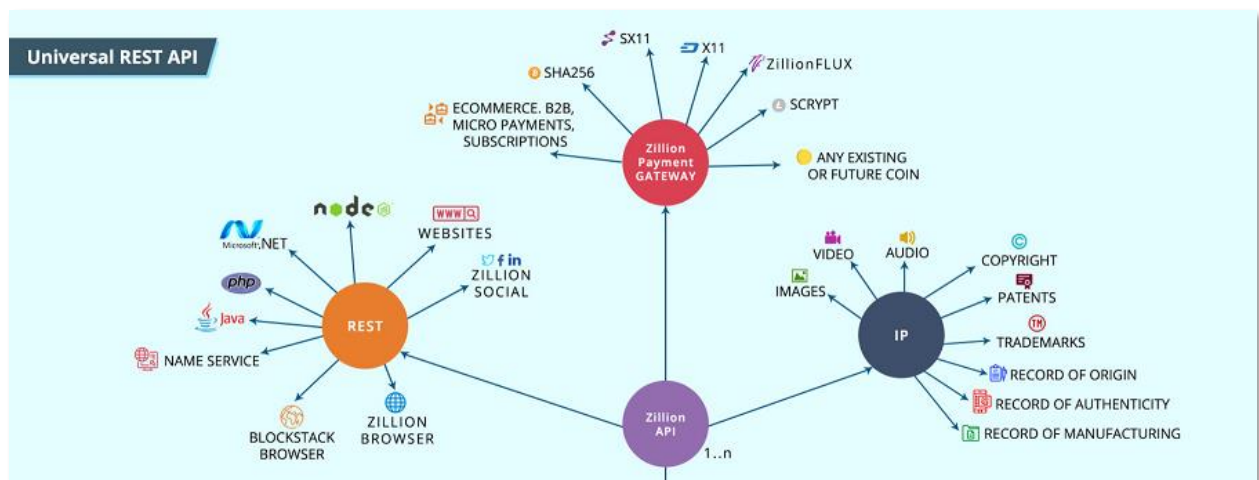 Universal REST API
SX11
X11
ZillionFLUX
SHA256
SCRYPT
ECOMMERCE. B2B,
MICRO PAYMENTS,
SUBSCRIPTIONS
Zillion
Payment
GATEWAY
ANY EXISTING
OR FUTURE COIN
node
JS
WWW
WEBSITES
Microsoft
.NET
ZILLION
SOCIAL
php
Java
NAME SERVICE
REST
BLOCKSTACK
BROWSER
ZILLION
BROWSER
VIDEO
AUDIO
©
COPYRIGHT
IMAGES
PATENTS
TM
TRADEMARKS
IP
RECORD OF ORIGIN
RECORD OF AUTHENTICITY
RECORD OF MANUFACTURING
Zillion
API
1..n